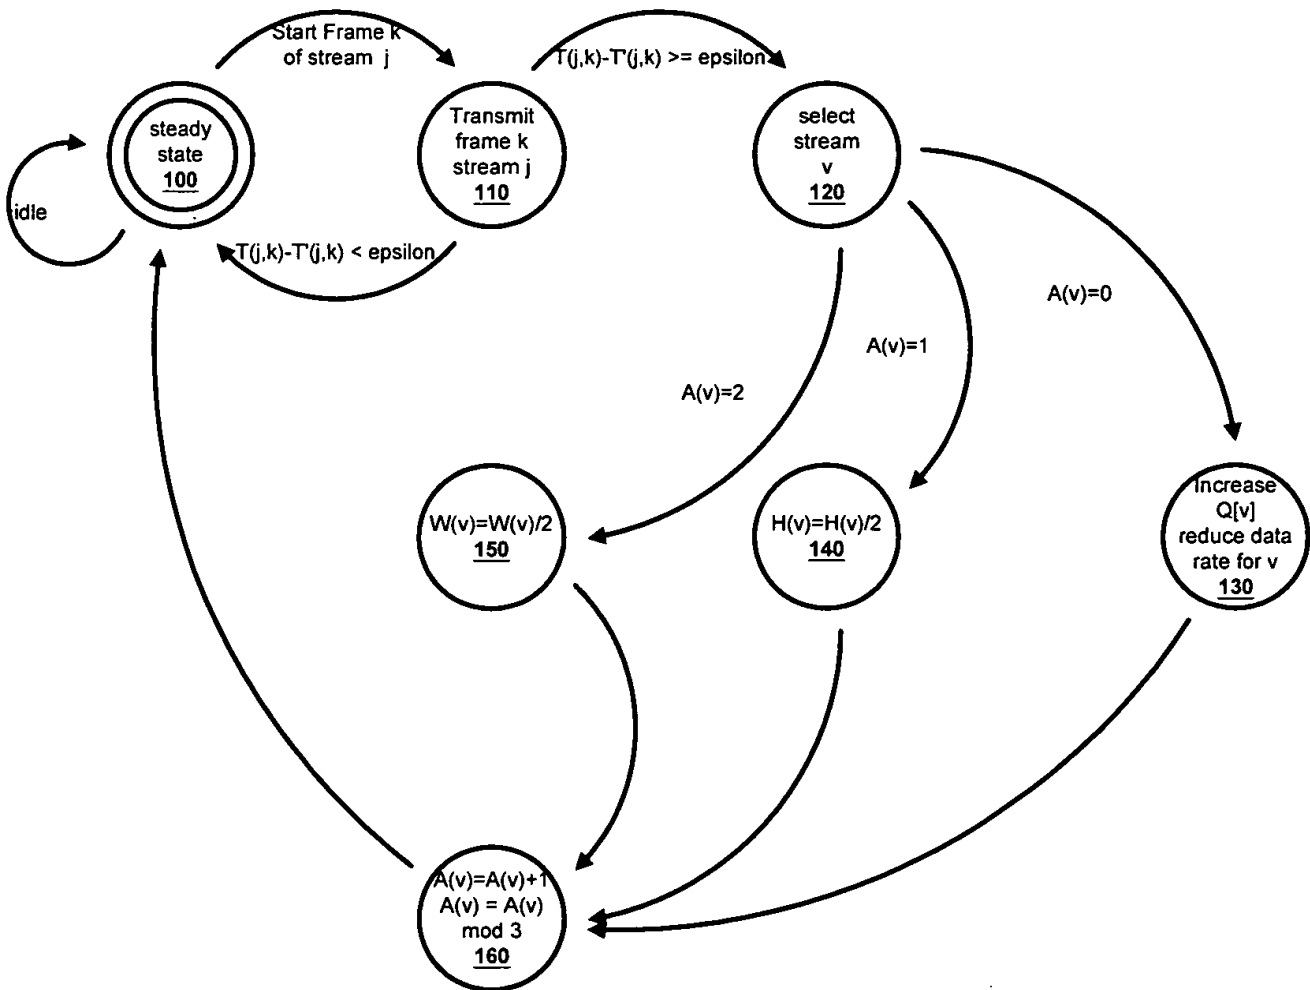 Start Frame k
of stream j
T(j,k)-T'(j,k) >= epsilon
steady
state
100
Transmit
frame k
stream j
110
select
stream
v
120
idle
T(j,k)-T'(j,k) < epsilon
A(v)=0
A(v)=1
A(v)=2
W(v)=W(v)/2
150
H(v)=H(v)/2
140
Increase
Q[v]
reduce data
rate for v
130
A(v)=A(v)+1
A(v) = A(v)
mod 3
160